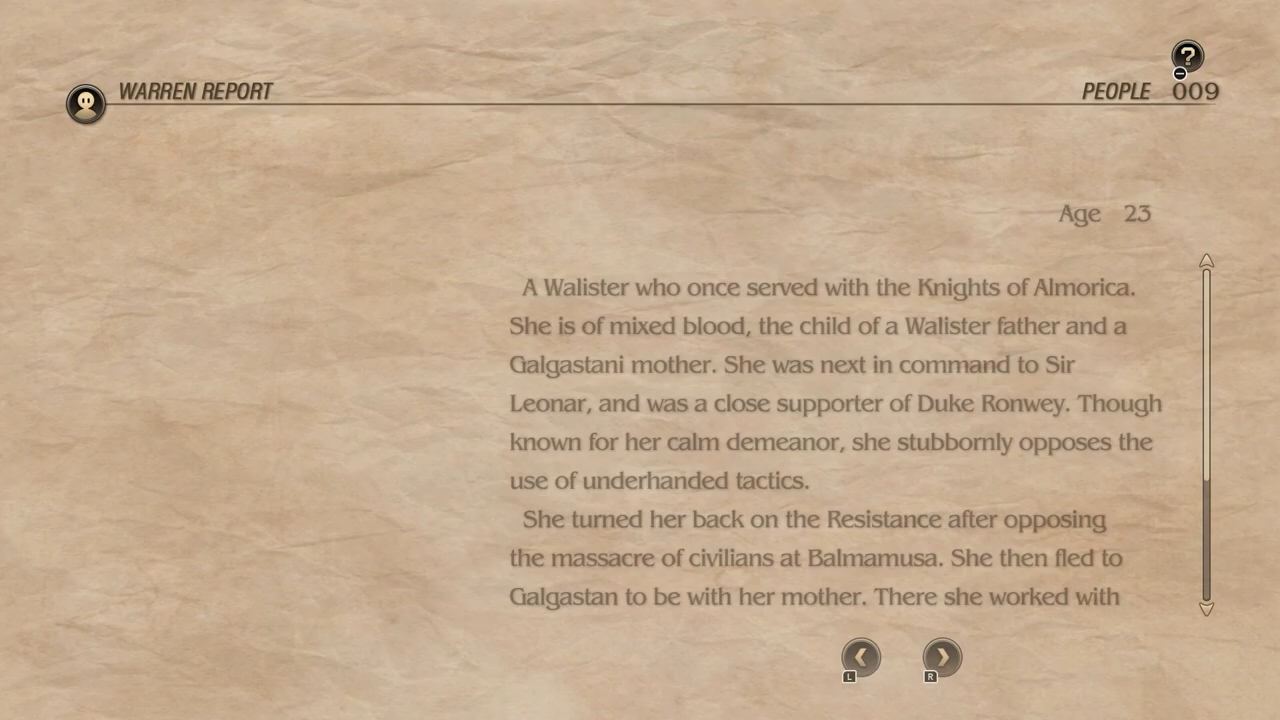 WARREN REPORT
PEOPLE 009
Age 23
A Walister who once served with the Knights of Almorica.
She is of mixed blood, the child of a Walister father and a
Galgastani mother. She was next in command to Sir
Leonar, and was a close supporter of Duke Ronwey. Though
known for her calm demeanor, she stubbornly opposes the
use of underhanded tactics.
She turned her back on the Resistance after opposing
the massacre of civilians at Balmamusa. She then fled to
Galgastan to be with her mother. There she worked with
L R